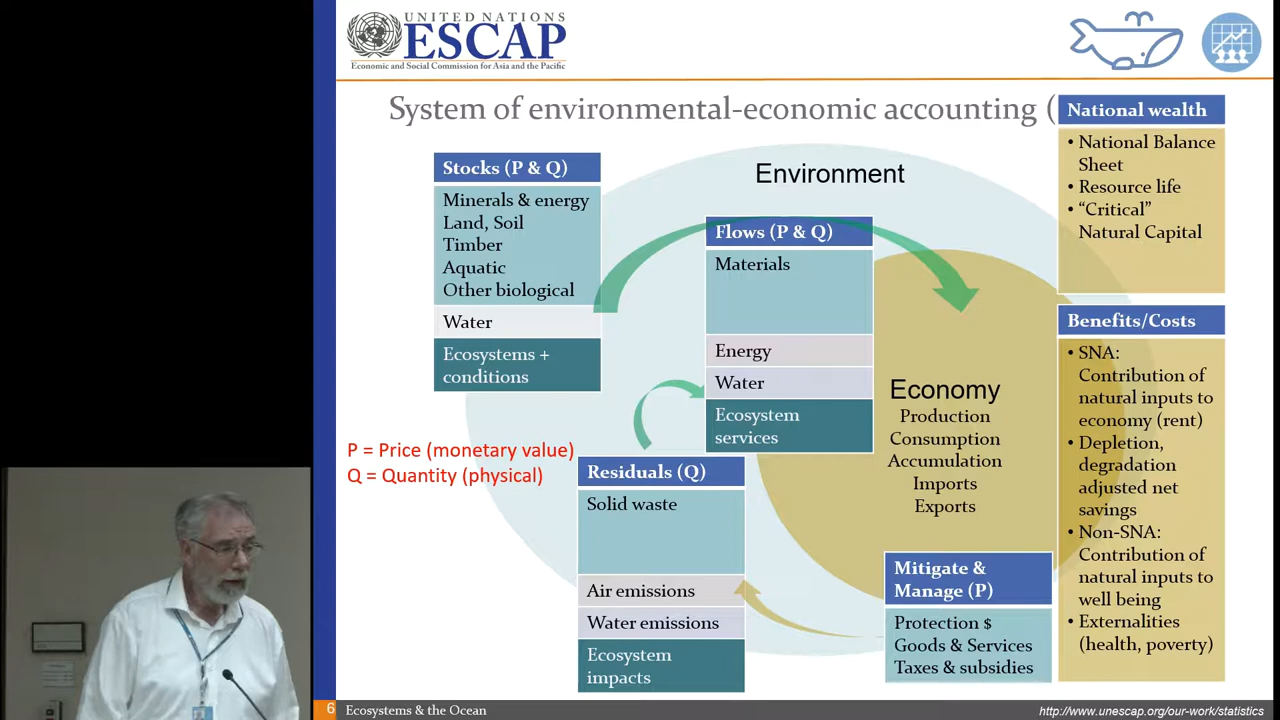 UNITED NATIONS
ESCAP
Economic and Social Commission for Asia and the Pacific
System of environmental-economic accounting (
Stocks (P & Q)
Minerals & energy
Land, Soil
Timber
Aquatic
Other biological
Water
Ecosystems +
conditions
P = Price (monetary value)
Q = Quantity (physical)
Environment
Flows (P & Q)
Materials
Energy
Water
Ecosystem
services
Residuals (Q)
Solid waste
Air emissions
Water emissions
Ecosystem
impacts
Economy
Production
Consumption
Accumulation
Imports
Exports
Mitigate &
Manage (P)
Protection $
Goods & Services
Taxes & subsidies
National wealth
• National Balance
Sheet
• Resource life
• “Critical”
Natural Capital
Benefits/Costs
• SNA:
Contribution of
natural inputs to
economy (rent)
• Depletion,
degradation
adjusted net
savings
• Non-SNA:
Contribution of
natural inputs to
well being
• Externalities
(health, poverty)
6
Ecosystems & the Ocean
http://www.unescap.org/our-work/statistics